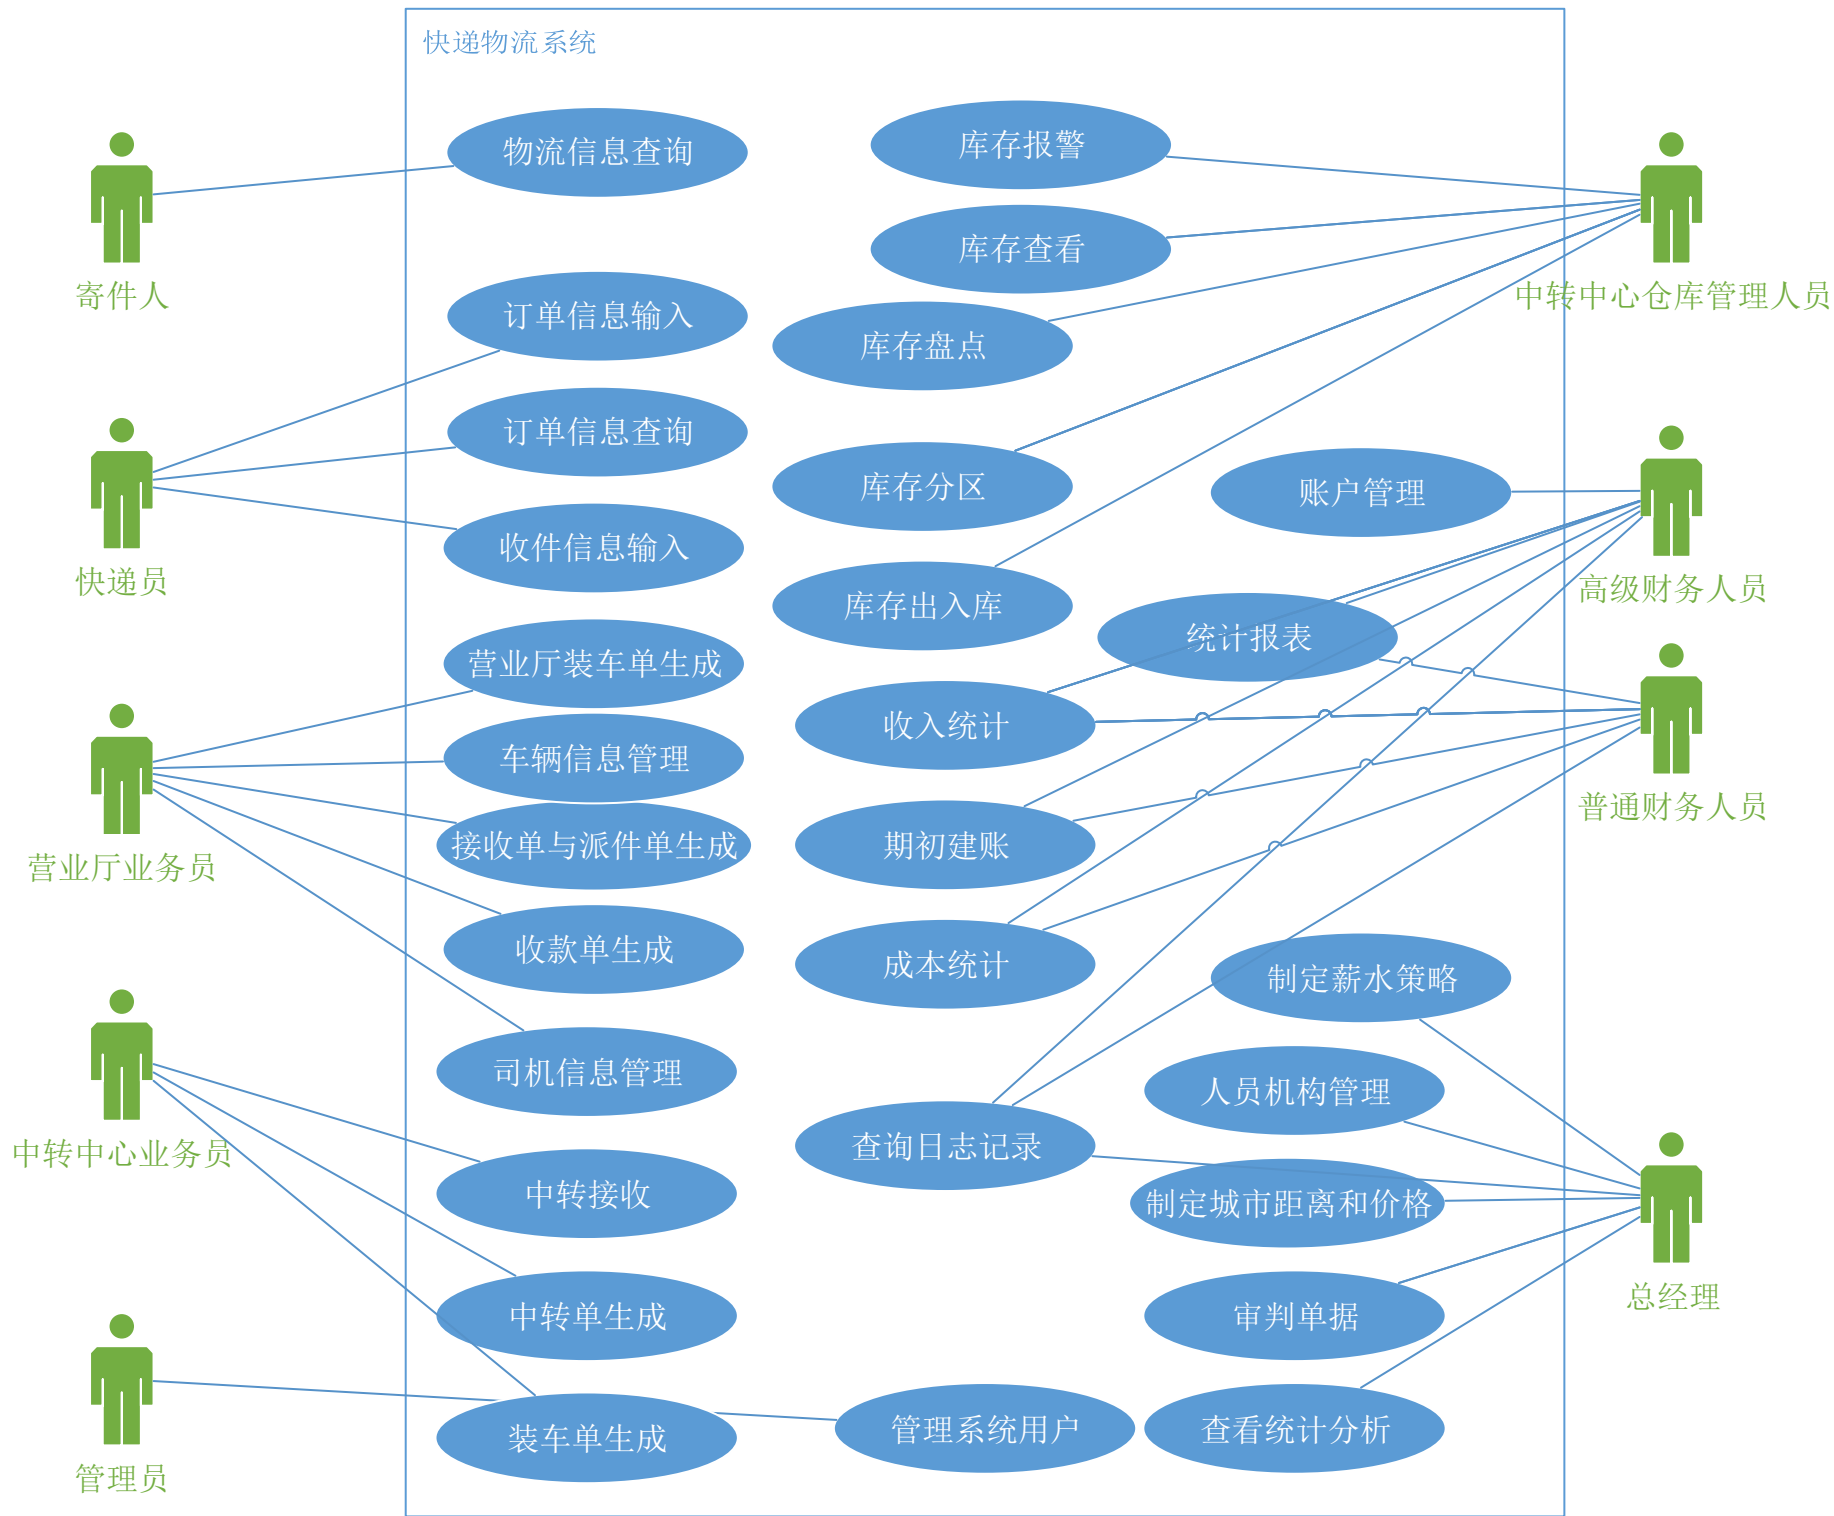 快递物流系统
物流信息查询
库存报警
库存查看
寄件人
中转中心仓库管理人员
订单信息输入
库存盘点
订单信息查询
库存分区
账户管理
收件信息输入
快递员
高级财务人员
库存出入库
统计报表
营业厅装车单生成
收入统计
车辆信息管理
普通财务人员
接收单与派件单生成
期初建账
营业厅业务员
收款单生成
成本统计
制定薪水策略
司机信息管理
人员机构管理
查询日志记录
中转中心业务员
中转接收
制定城市距离和价格
总经理
中转单生成
审判单据
装车单生成
管理系统用户
查看统计分析
管理员